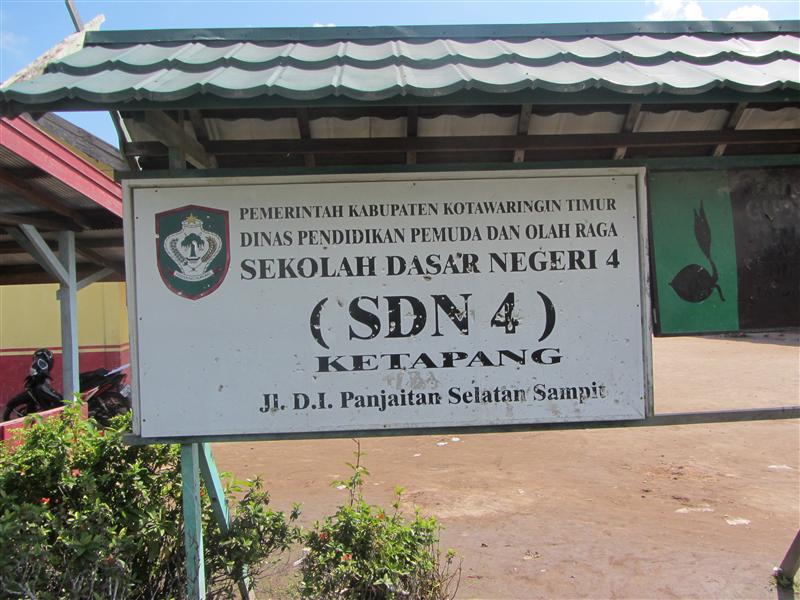 PEMERINTAH KABUPATEN KOTAWARINGIN TIMUR
DINAS PENDIDIKAN PEMUDA DAN OLAH RAGA
SEKOLAH DASAR NEGERI 4
( SDN 4 )
KETAPANG
Jl. D.I. Panjaitan Selatan Sampit